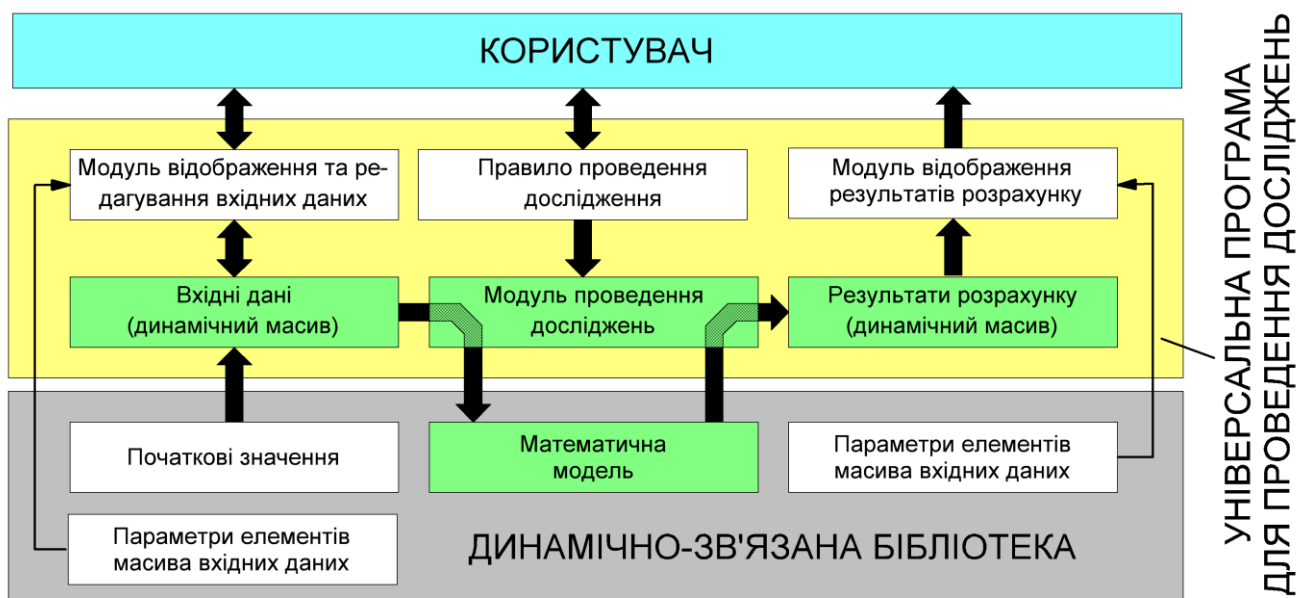 КОРИСТУВАЧ
Модуль відображення та ре-
дагування вхідних даних
Правило проведення
дослідження
Модуль відображення
результатів розрахунку
Вхідні дані
(динамічний масив)
Модуль проведення
досліджень
Результати розрахунку
(динамічний масив)
Початкові значення
Математична
модель
Параметри елементів
масива вхідних даних
Параметри елементів
масива вхідних даних
ДИНАМІЧНО-ЗВ'ЯЗАНА БІБЛІОТЕКА
УНІВЕРСАЛЬНА ПРОГРАМА
ДЛЯ ПРОВЕДЕННЯ ДОСЛІДЖЕНЬ